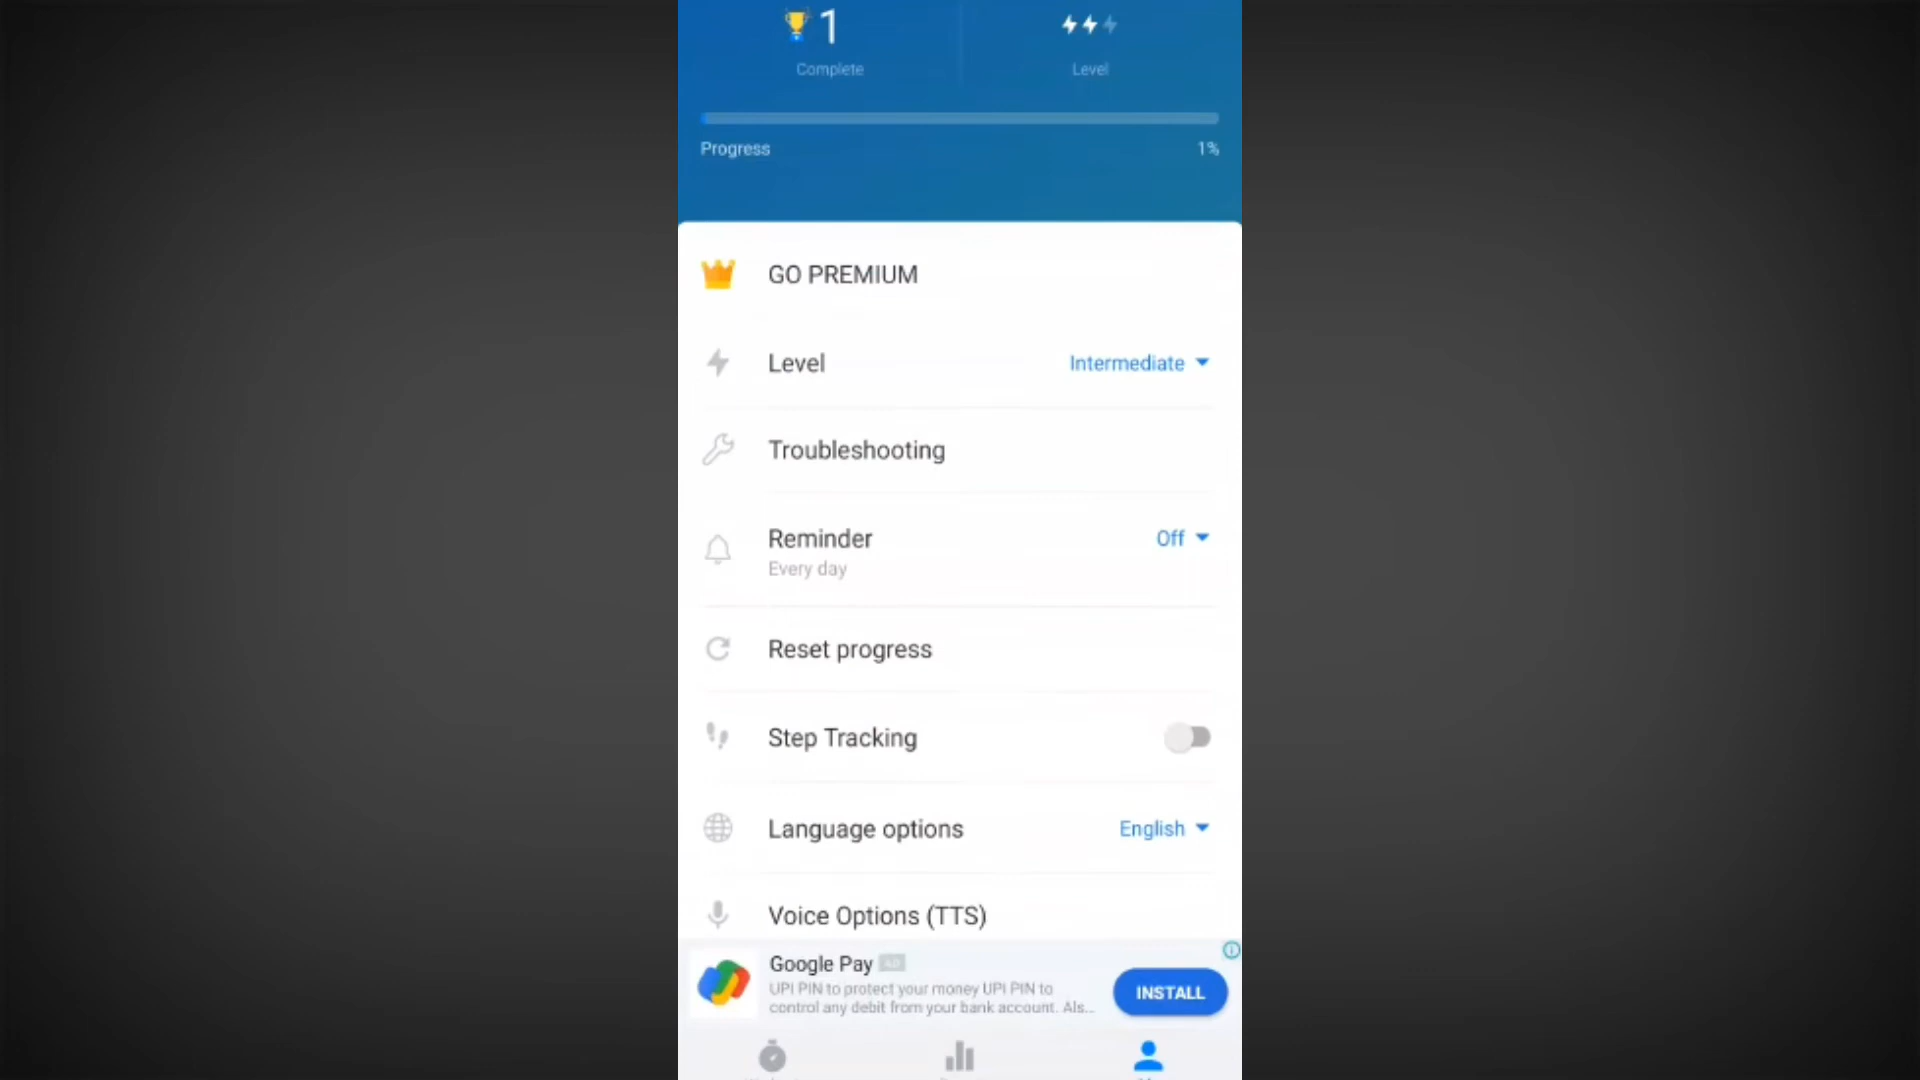 1
Complete
Level
Progress
1%
GO PREMIUM
Level
Intermediate
Troubleshooting
Reminder
Off
Every day
Reset progress
Step Tracking
Language options
English
Voice Options (TTS)
Google Pay AD
UPI PIN to protect your money UPI PIN to
control any debit from your bank account. Als...
INSTALL